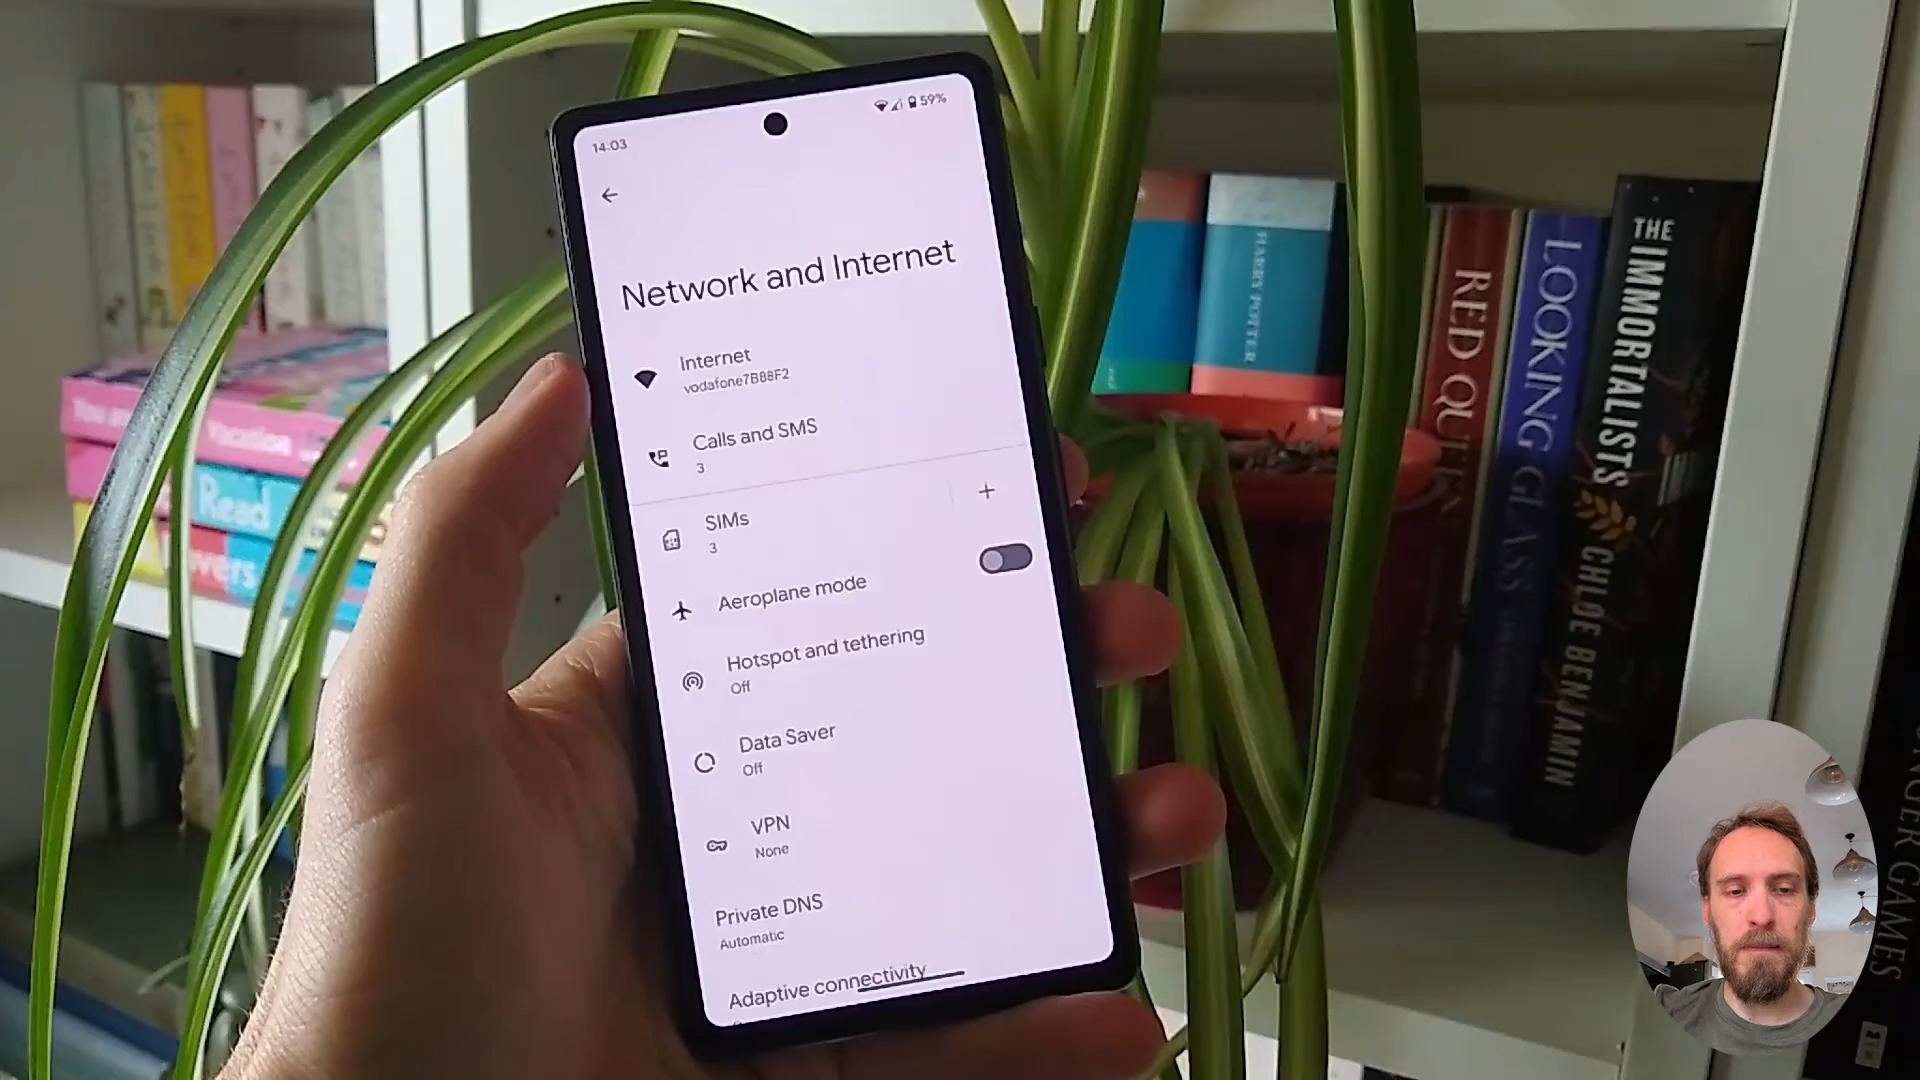 14:03
59%
Network and Internet
Internet
vodafone7B88F2
Calls and SMS
3
SIMs
3
Aeroplane mode
Hotspot and tethering
Off
Data Saver
Off
VPN
None
Private DNS
Automatic
Adaptive connectivity
Vacation
Read
HARRY POTTER
RED QUEEN
LOOKING GLASS
THE IMMORTALISTS
CHLOE BENJAMIN
GAMES